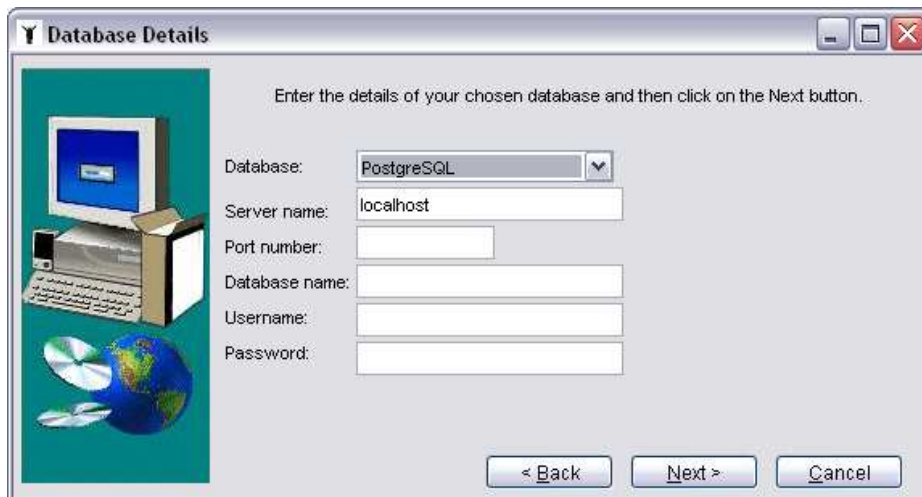 Database Details
Enter the details of your chosen database and then click on the Next button.
Database: PostgreSQL
Server name: localhost
Port number:
Database name:
Username:
Password:
< Back Next > Cancel